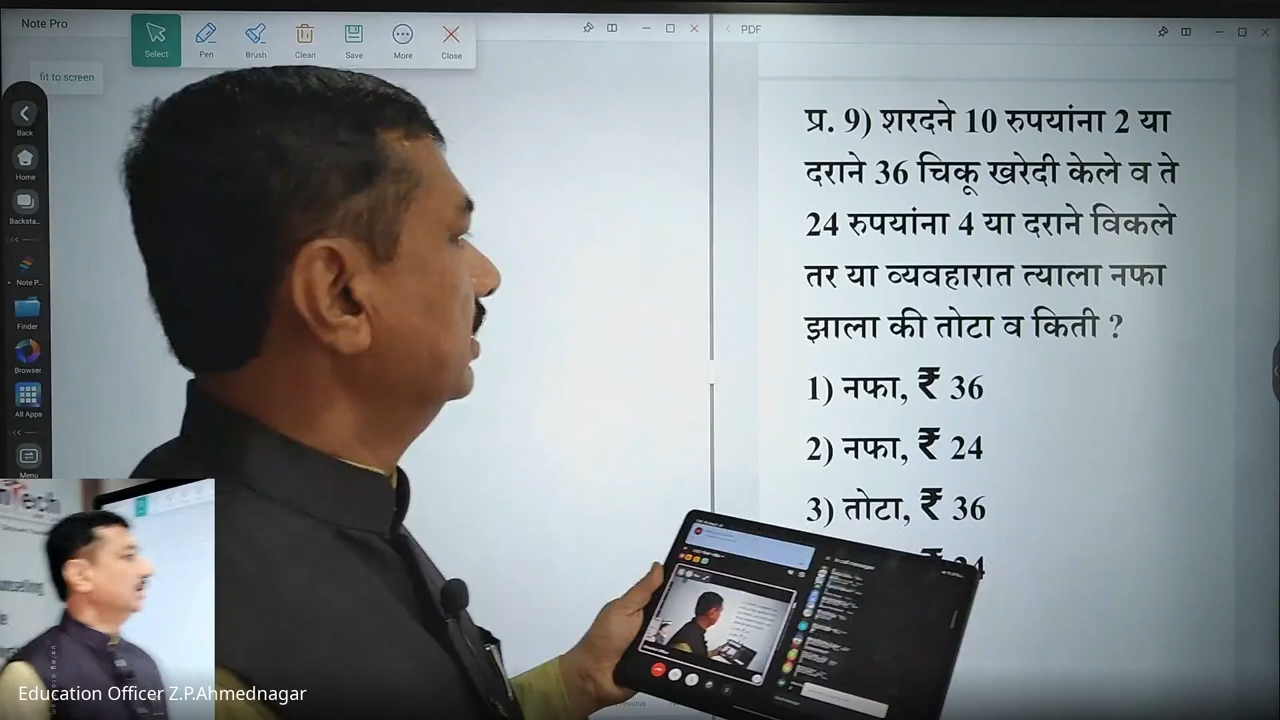 Note Pro
Select
Pen
Brush
Clean
Save
More
Close
PDF
fit to screen
Back
Home
Backsta...
Note P...
Finder
Browser
All Apps
Menu
प्र. 9) शरदने 10 रुपयांना 2 या
दराने 36 चिकू खरेदी केले व ते
24 रुपयांना 4 या दराने विकले
तर या व्यवहारात त्याला नफा
झाला की तोटा व किती ?
1) नफा, ₹ 36
2) नफा, ₹ 24
3) तोटा, ₹ 36
Education Officer Z.P.Ahmednagar